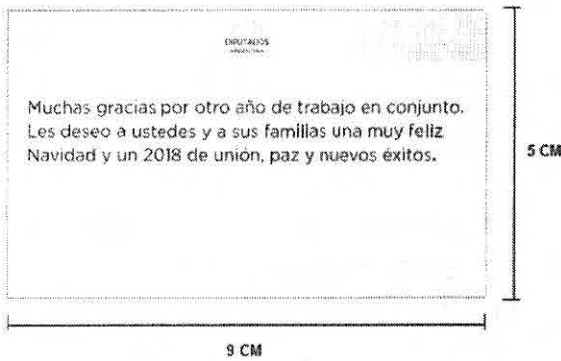 DIPUTADOS
ARGENTINA
Muchas gracias por otro año de trabajo en conjunto.
Les deseo a ustedes y a sus familias una muy feliz
Navidad y un 2018 de unión, paz y nuevos éxitos.
5 CM
9 CM